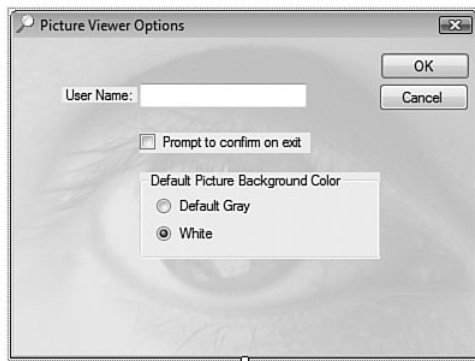 Picture Viewer Options
OK
User Name:
Cancel
Prompt to confirm on exit
Default Picture Background Color
Default Gray
White